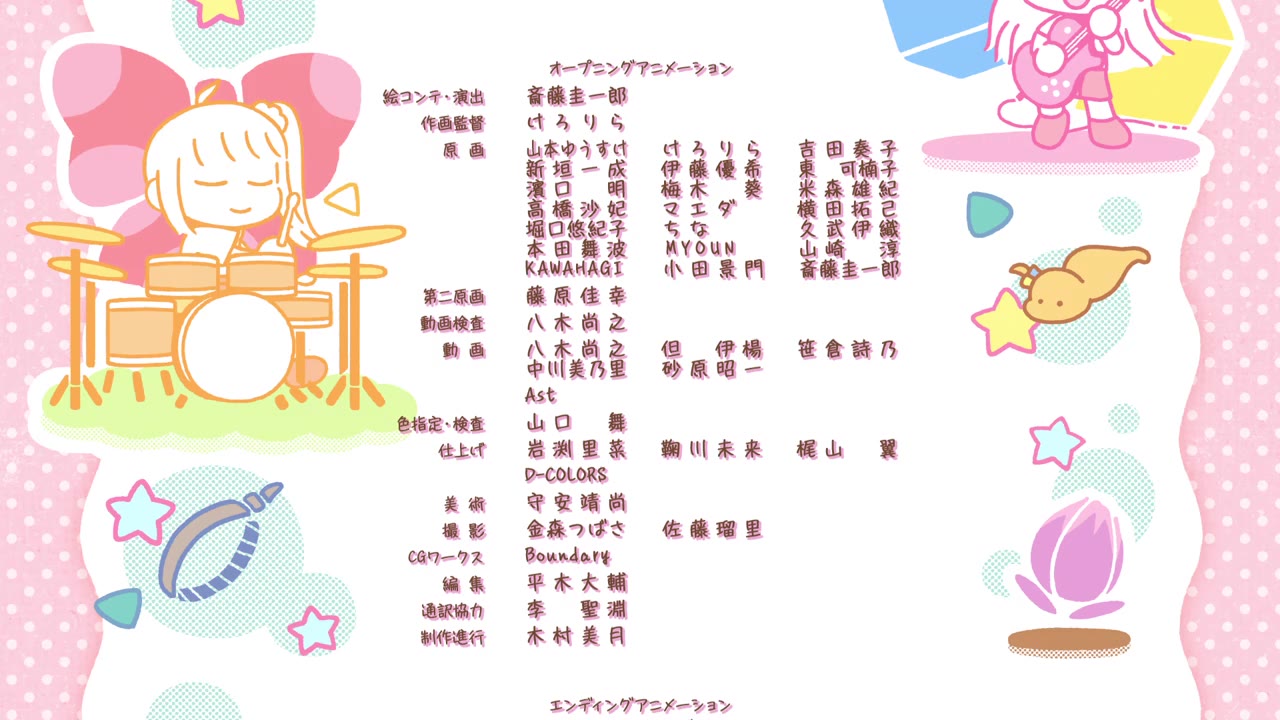 オープニングアニメーション
絵コンテ・演出 斎藤圭一郎
作画監督 けろりら
原画 山本ゆうすけ けろりら 吉田奏子
新垣一成 伊藤優希 東可楠子
濱口明 梅木葵 米森雄紀
高橋沙妃 マエダ 横田拓己
堀口悠紀子 ちな 久武伊織
本田舞波 MYOUN 山崎淳
KAWAHAGI 小田景門 斎藤圭一郎
第二原画 藤原佳幸
動画検査 八木尚之
動画 八木尚之 但伊楊 笹倉詩乃
中川美乃里 砂原昭一
Ast
色指定・検査 山口舞
仕上げ 岩渕里菜 鞠川未来 梶山翼
D-COLORS
美術 守安靖尚
撮影 金森つばさ 佐藤瑠里
CGワークス Boundary
編集 平木大輔
通訳協力 李聖淵
制作進行 木村美月
エンディングアニメーション